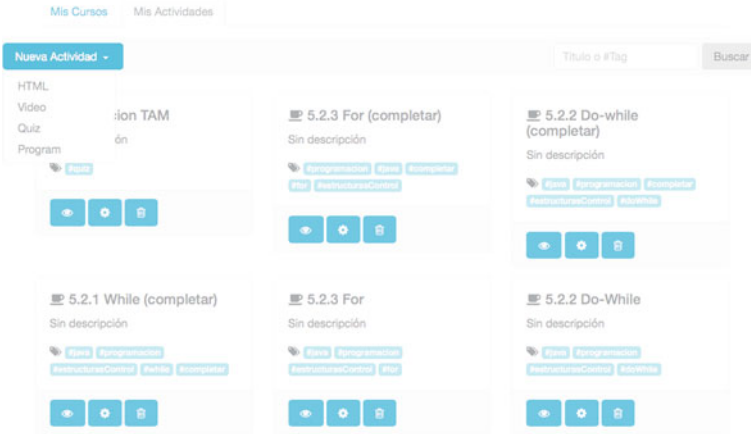 Mis Cursos Mis Actividades
Nueva Actividad
Título o #Tag Buscar
HTML
Video
Quiz
Program
cion TAM
ón
#quiz
5.2.3 For (completar)
Sin descripción
#programacion #java #completar
#for #estructurasControl
5.2.2 Do-while
(completar)
Sin descripción
#java #programacion #completar
#estructurasControl #doWhile
5.2.1 While (completar)
Sin descripción
#java #programacion
#estructurasControl #while #completar
5.2.3 For
Sin descripción
#java #programacion
#estructurasControl #for
5.2.2 Do-While
Sin descripción
#java #programacion
#estructurasControl #doWhile